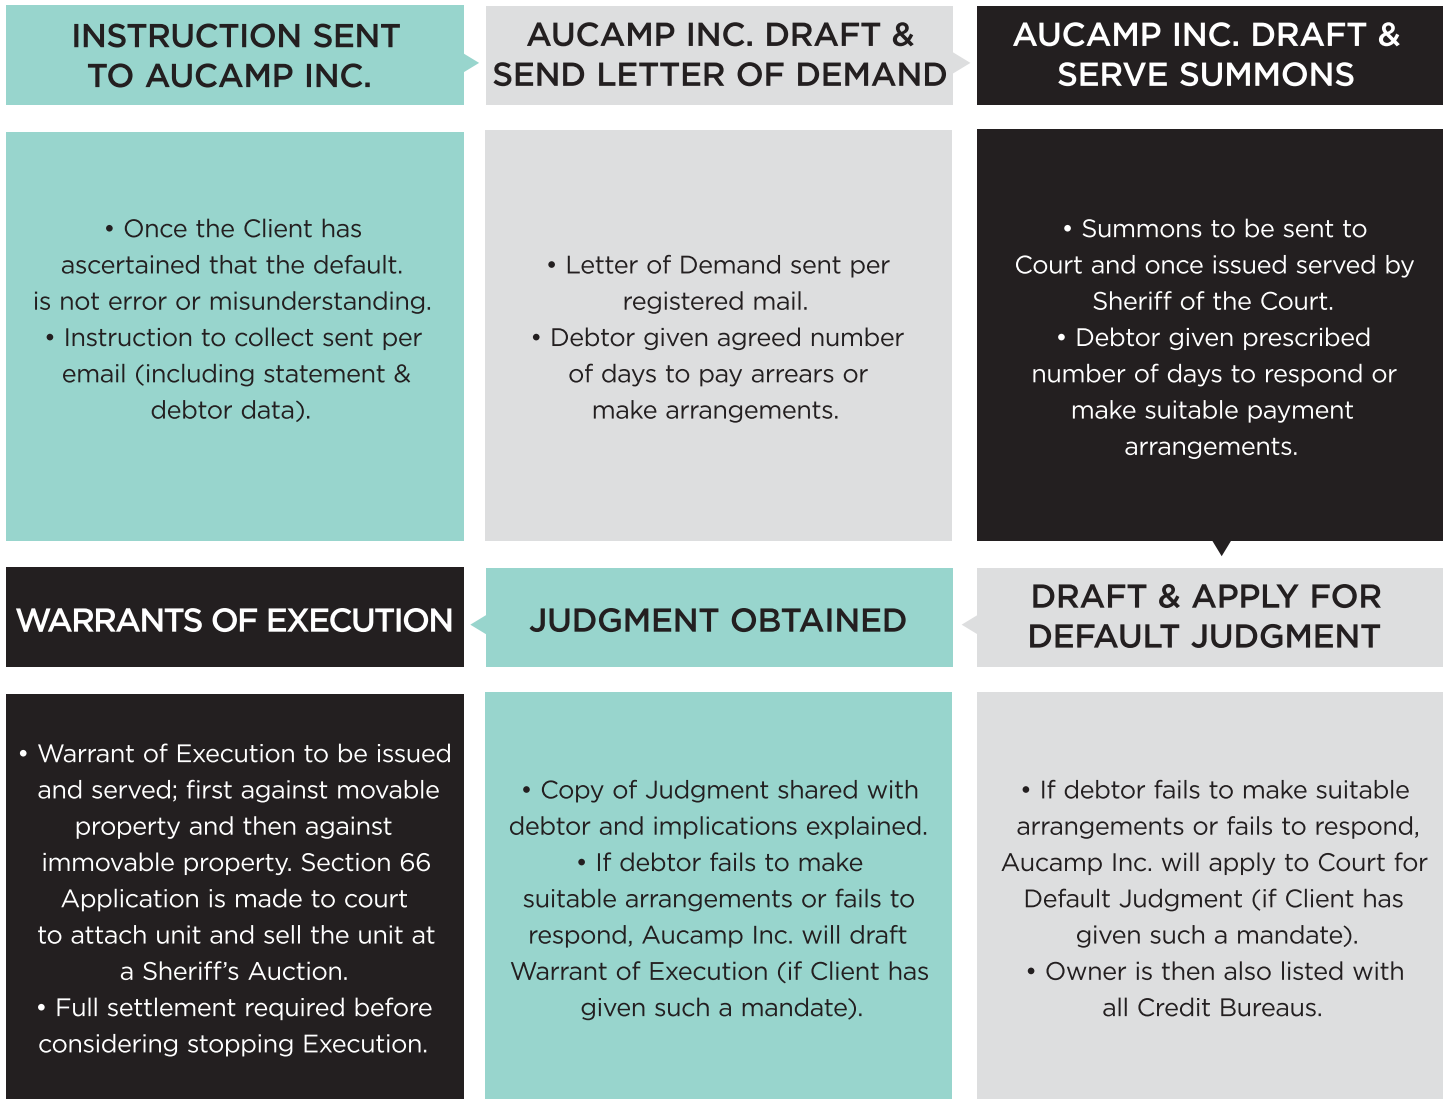 INSTRUCTION SENT
TO AUCAMP INC.
• Once the Client has
ascertained that the default.
is not error or misunderstanding.
• Instruction to collect sent per
email (including statement &
debtor data).
AUCAMP INC. DRAFT &
SEND LETTER OF DEMAND
• Letter of Demand sent per
registered mail.
• Debtor given agreed number
of days to pay arrears or
make arrangements.
AUCAMP INC. DRAFT &
SERVE SUMMONS
• Summons to be sent to
Court and once issued served by
Sheriff of the Court.
• Debtor given prescribed
number of days to respond or
make suitable payment
arrangements.
DRAFT & APPLY FOR
DEFAULT JUDGMENT
• If debtor fails to make suitable
arrangements or fails to respond,
Aucamp Inc. will apply to Court for
Default Judgment (if Client has
given such a mandate).
• Owner is then also listed with
all Credit Bureaus.
JUDGMENT OBTAINED
• Copy of Judgment shared with
debtor and implications explained.
• If debtor fails to make
suitable arrangements or fails to
respond, Aucamp Inc. will draft
Warrant of Execution (if Client has
given such a mandate).
WARRANTS OF EXECUTION
• Warrant of Execution to be issued
and served; first against movable
property and then against
immovable property. Section 66
Application is made to court
to attach unit and sell the unit at
a Sheriff's Auction.
• Full settlement required before
considering stopping Execution.